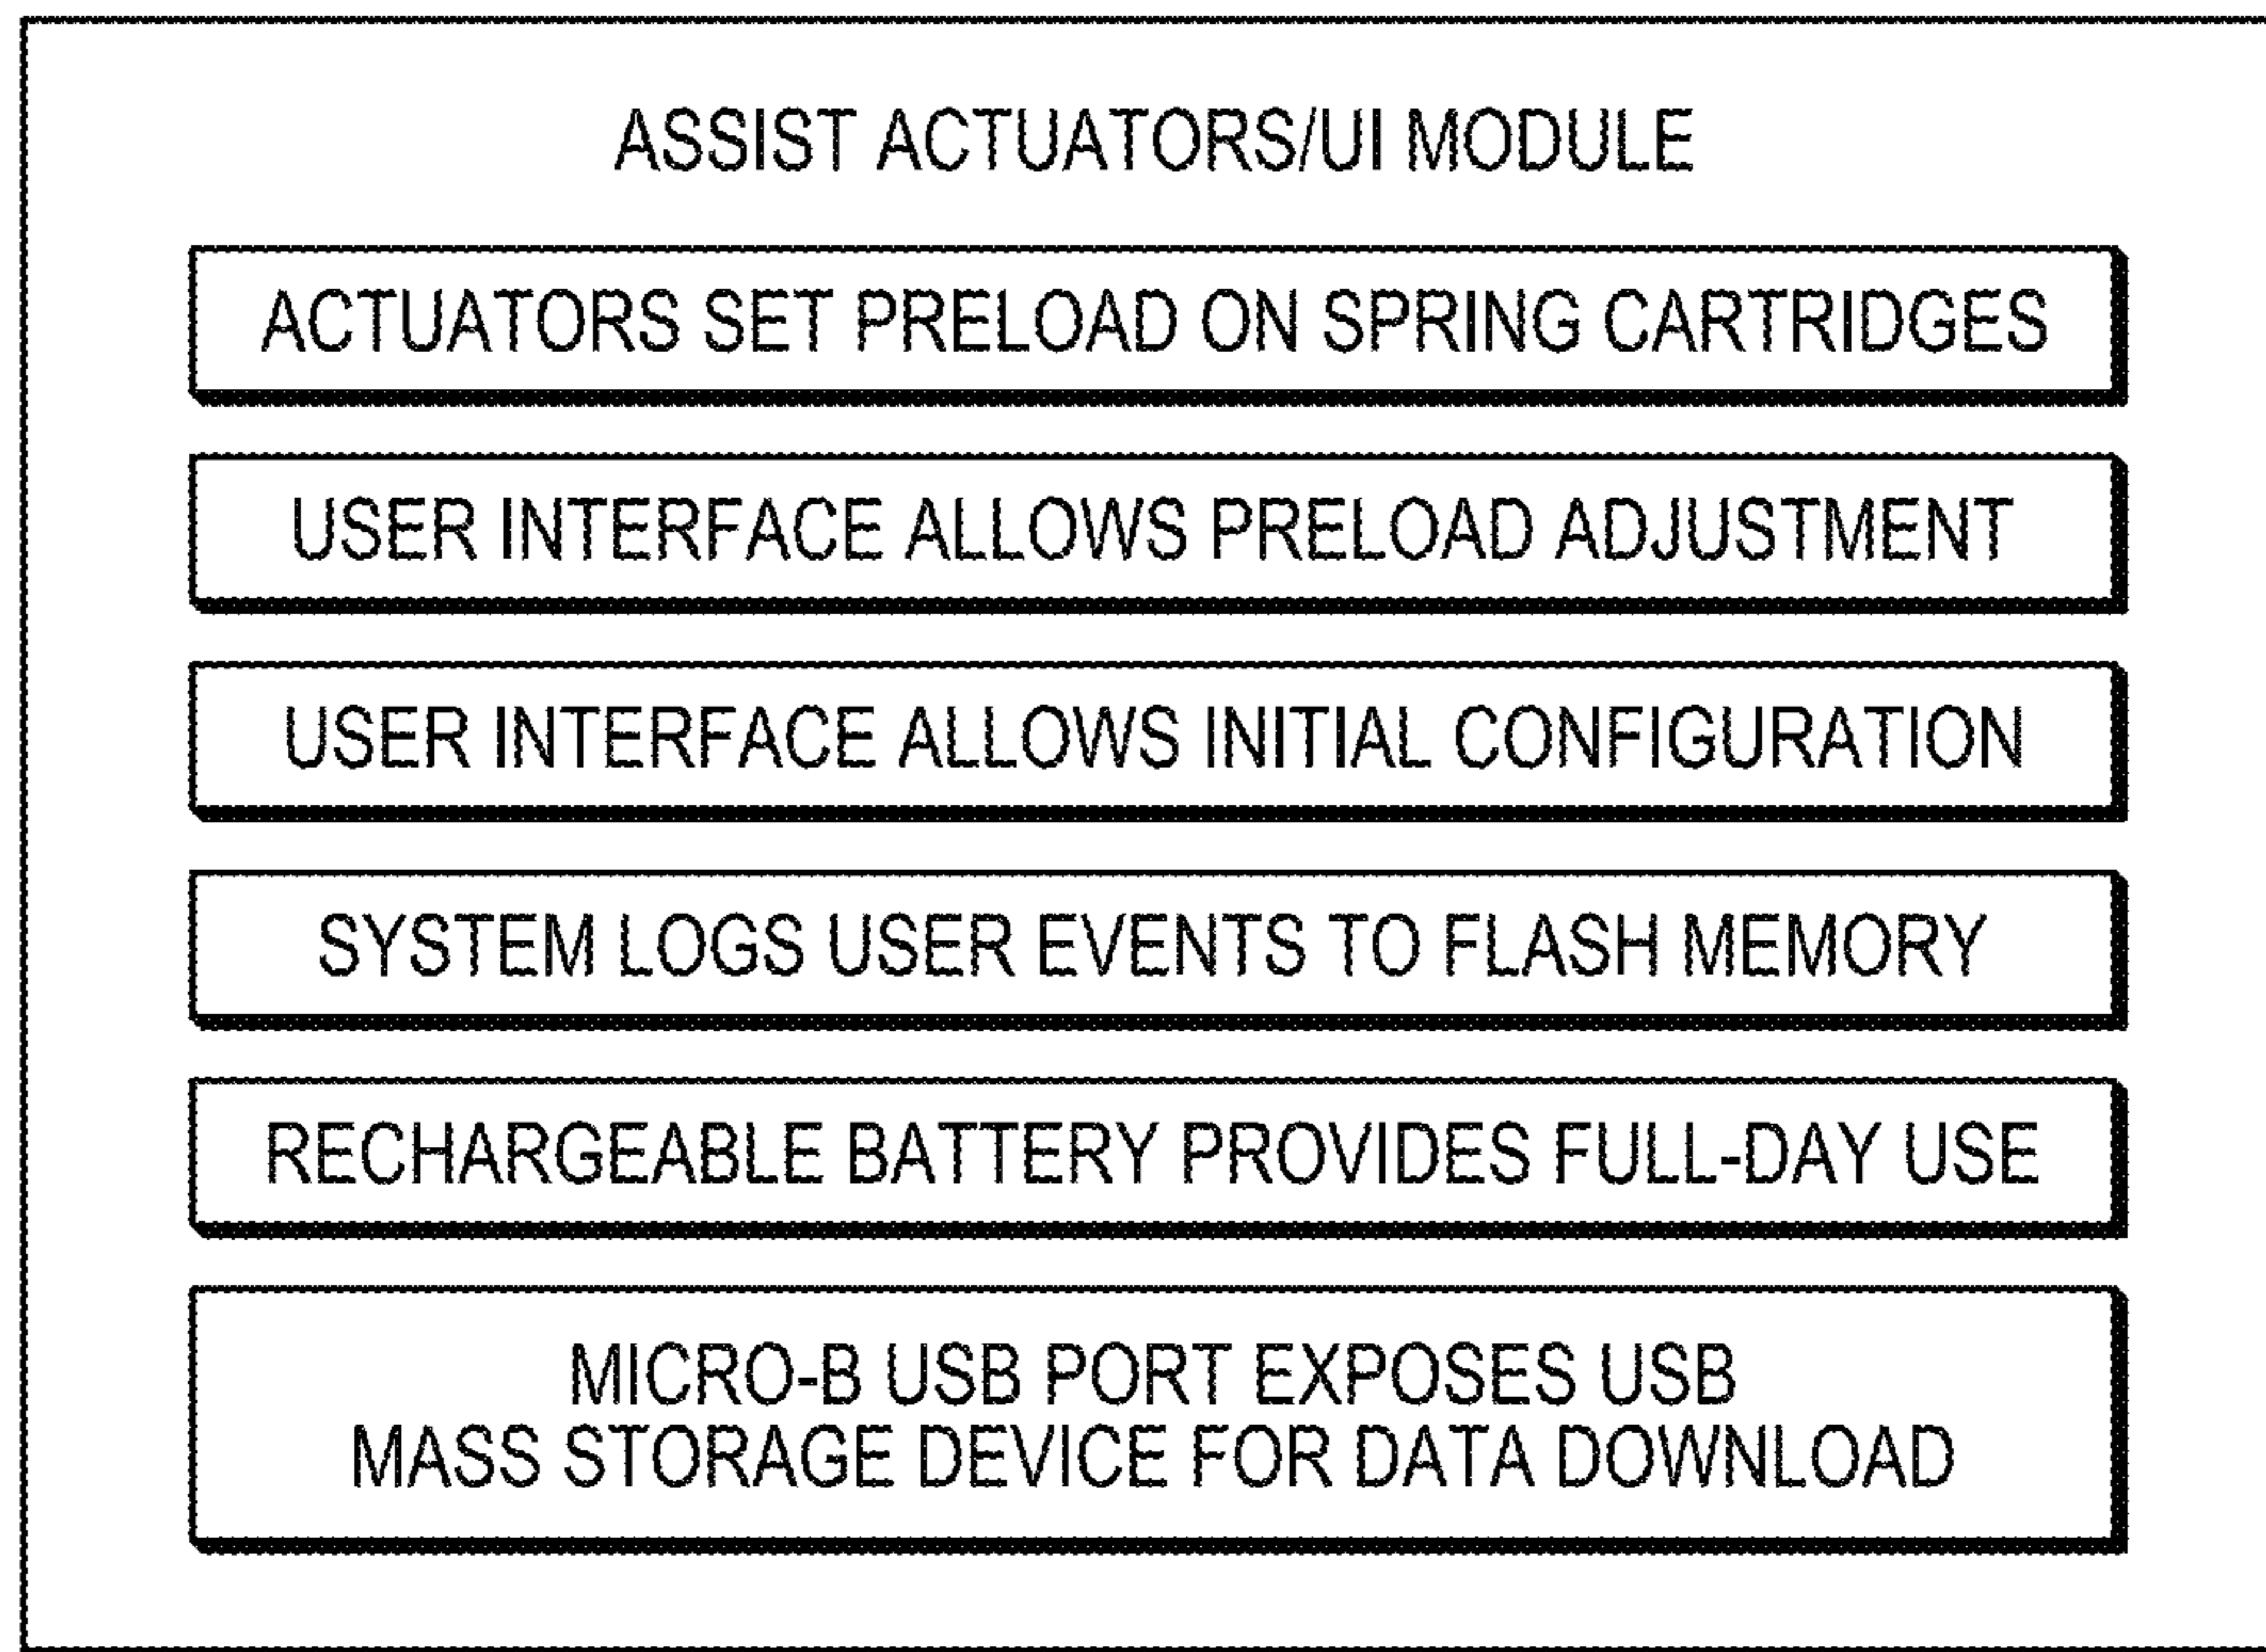 ASSIST ACTUATORS/UI MODULE
ACTUATORS SET PRELOAD ON SPRING CARTRIDGES
USER INTERFACE ALLOWS PRELOAD ADJUSTMENT
USER INTERFACE ALLOWS INITIAL CONFIGURATION
SYSTEM LOGS USER EVENTS TO FLASH MEMORY
RECHARGEABLE BATTERY PROVIDES FULL-DAY USE
MICRO-B USB PORT EXPOSES USB
MASS STORAGE DEVICE FOR DATA DOWNLOAD